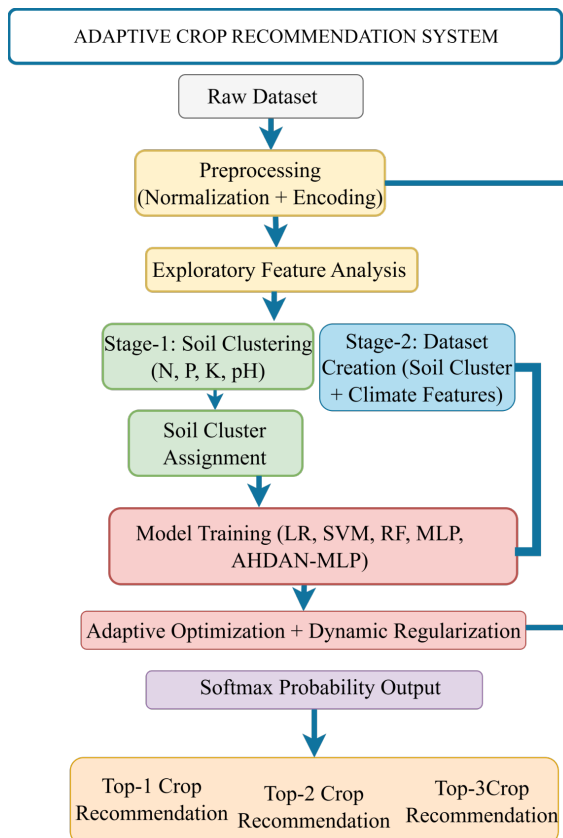 ADAPTIVE CROP RECOMMENDATION SYSTEM
Raw Dataset
Preprocessing
(Normalization + Encoding)
Exploratory Feature Analysis
Stage-1: Soil Clustering
(N, P, K, pH)
Stage-2: Dataset
Creation (Soil Cluster
+ Climate Features)
Soil Cluster
Assignment
Model Training (LR, SVM, RF, MLP,
AHDAN-MLP)
Adaptive Optimization + Dynamic Regularization
Softmax Probability Output
Top-1 Crop
Recommendation
Top-2 Crop
Recommendation
Top-3Crop
Recommendation